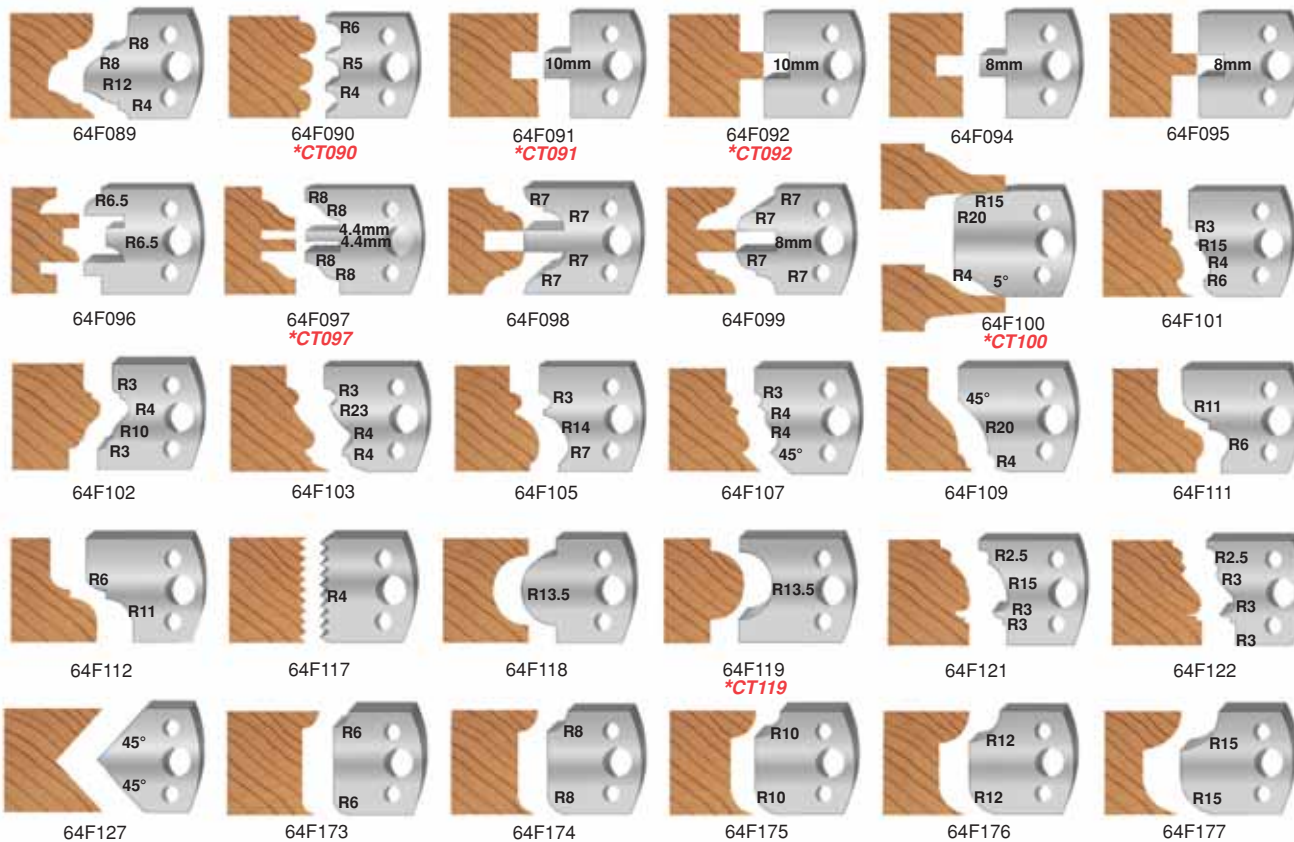 R8
R8
R12
R4
64F089
R6
R5
R4
64F090
*CT090
10mm
64F091
*CT091
10mm
64F092
*CT092
8mm
64F094
8mm
64F095
R6.5
R6.5
64F096
R8
R8
4.4mm
4.4mm
R8
R8
64F097
*CT097
R7
R7
R7
R7
64F098
R7
R7
8mm
R7
R7
64F099
R15
R20
R4
5°
64F100
*CT100
R3
R15
R4
R6
64F101
R3
R4
R10
R3
64F102
R3
R23
R4
R4
64F103
R3
R14
R7
64F105
R3
R4
R4
45°
64F107
45°
R20
R4
64F109
R11
R6
64F111
R6
R11
64F112
R4
64F117
R13.5
64F118
R13.5
64F119
*CT119
R2.5
R15
R3
R3
64F121
R2.5
R3
R3
R3
64F122
45°
45°
64F127
R6
R6
64F173
R8
R8
64F174
R10
R10
64F175
R12
R12
64F176
R15
R15
64F177